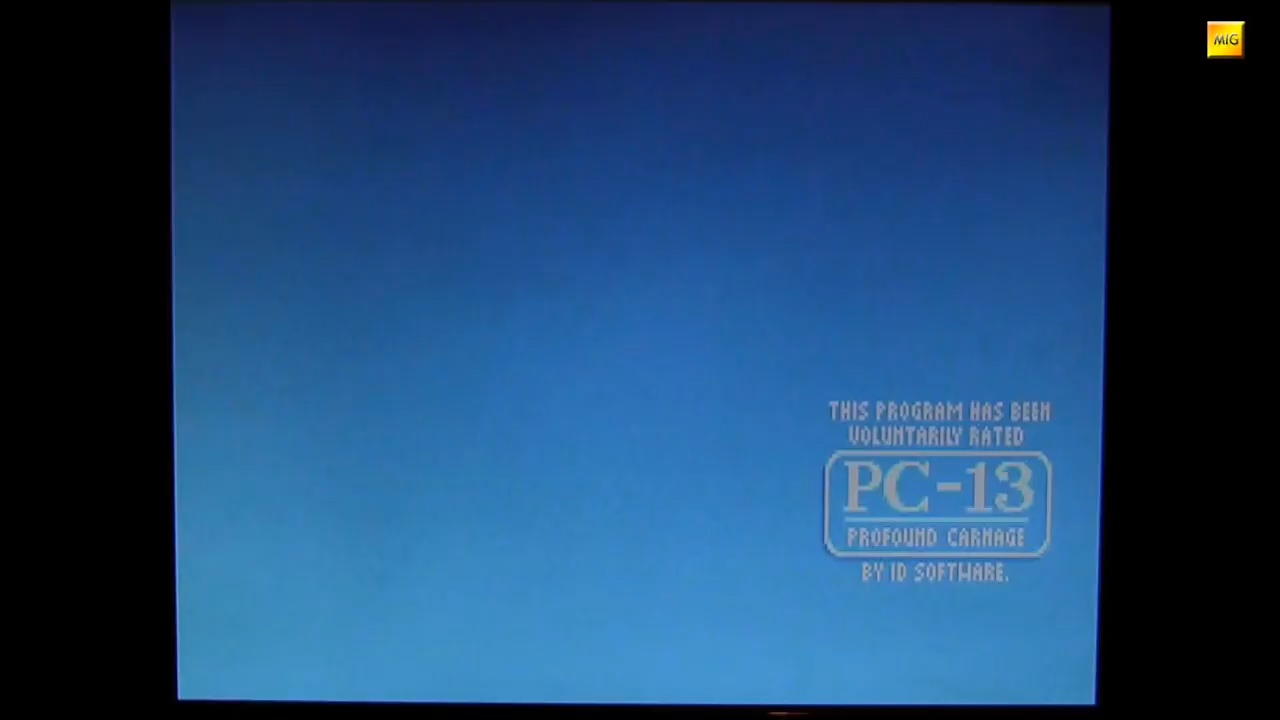 MIG
THIS PROGRAM HAS BEEN
VOLUNTARILY RATED
PC-13
PROFOUND CARNAGE
BY ID SOFTWARE.